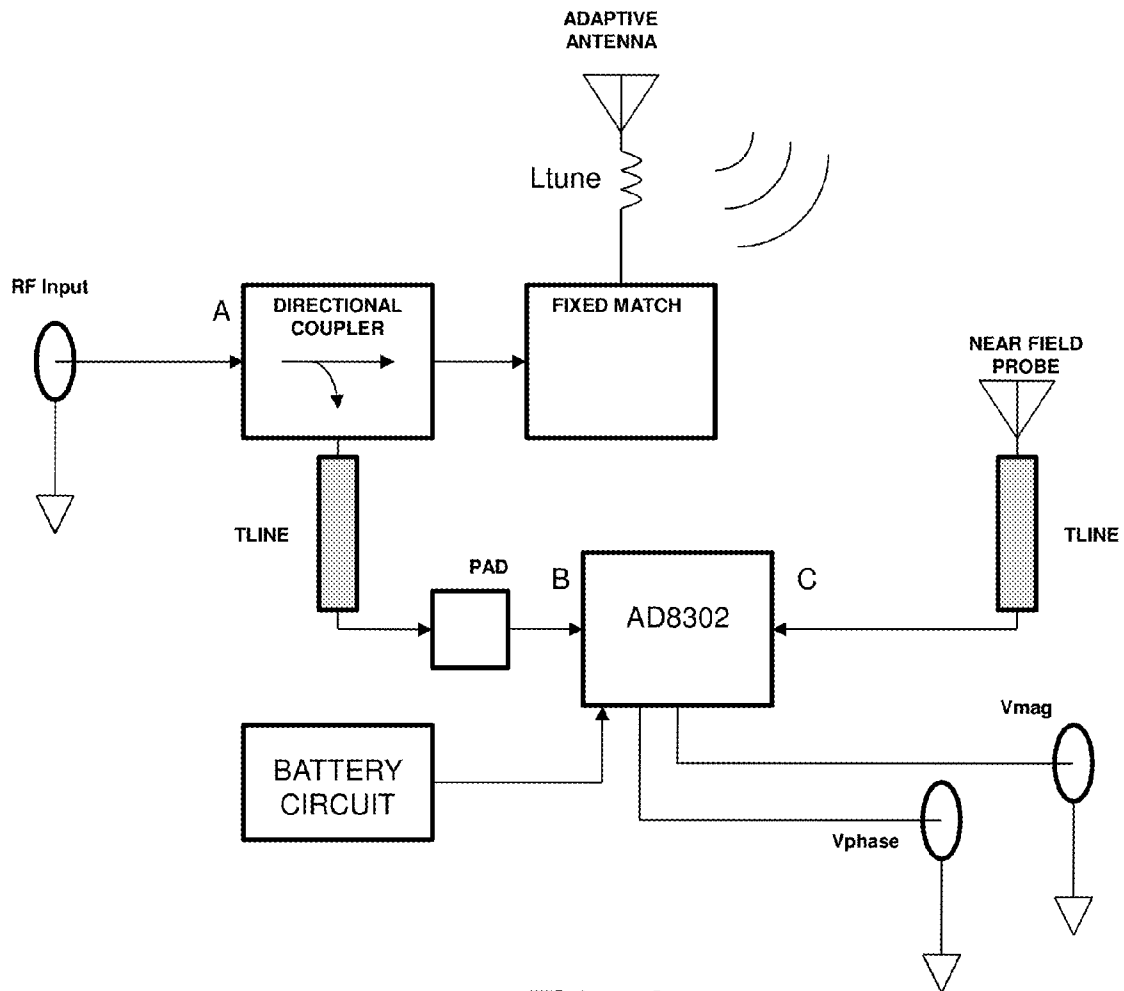 ADAPTIVE
ANTENNA
Ltune
RF Input
A
DIRECTIONAL
COUPLER
FIXED MATCH
NEAR FIELD
PROBE
TLINE
PAD
B
AD8302
C
TLINE
BATTERY
CIRCUIT
Vmag
Vphase